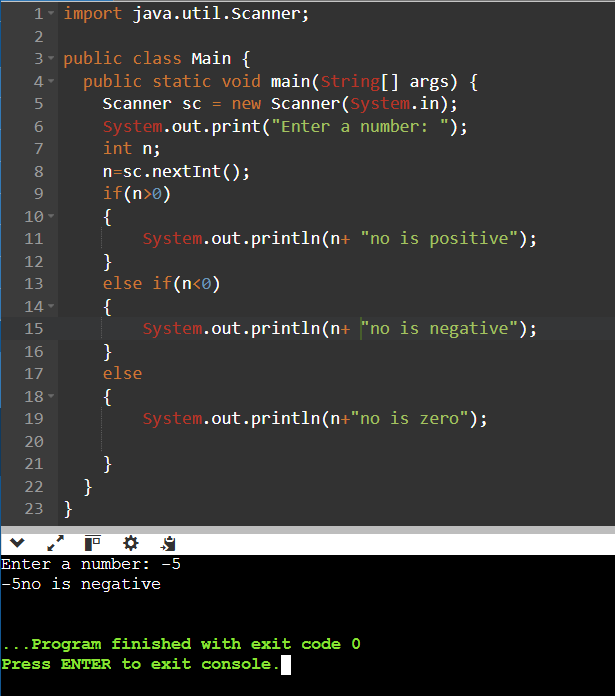 1 import java.util.Scanner;
2
3 public class Main {
4 public static void main(String[] args) {
5 Scanner sc = new Scanner(System.in);
6 System.out.print("Enter a number: ");
7 int n;
8 n=sc.nextInt();
9 if(n>0)
10 {
11 System.out.println(n+ "no is positive");
12 }
13 else if(n<0)
14 {
15 System.out.println(n+ "no is negative");
16 }
17 else
18 {
19 System.out.println(n+"no is zero");
20
21 }
22 }
23 }
Enter a number: -5
-5no is negative
...Program finished with exit code 0
Press ENTER to exit console.